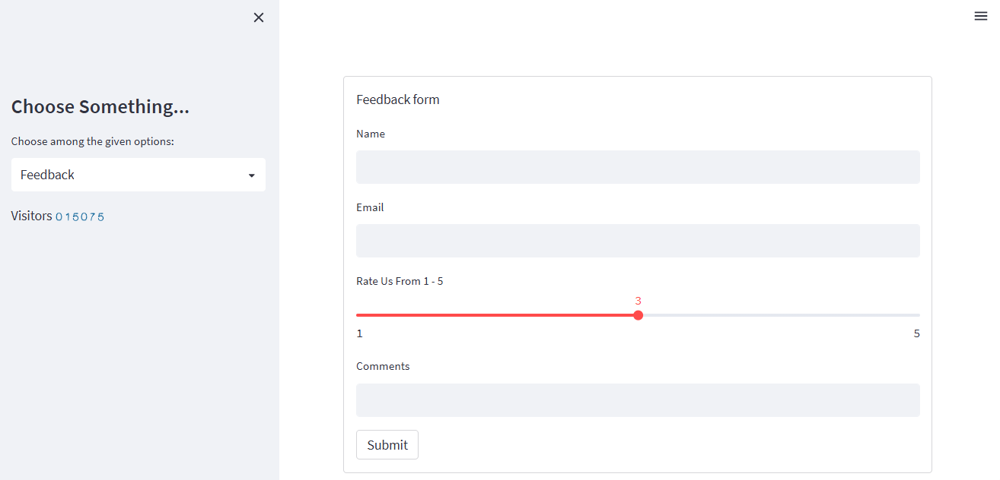 Choose Something...
Choose among the given options:
Feedback
Visitors 015075
Feedback form
Name
Email
Rate Us From 1 - 5
3
1 5
Comments
Submit